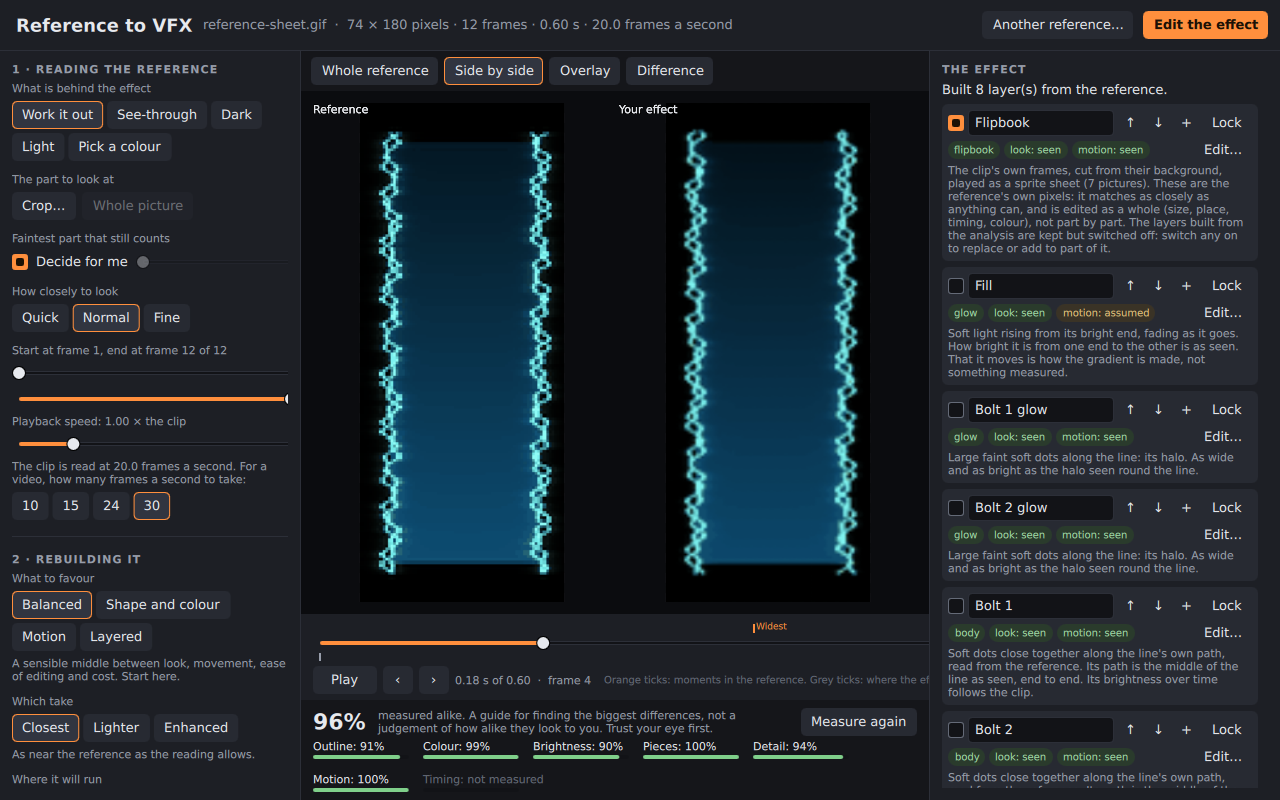 Reference to VFX
reference-sheet.gif · 74 × 180 pixels · 12 frames · 0.60 s · 20.0 frames a second
Another reference...
Edit the effect
1 · READING THE REFERENCE
What is behind the effect
Work it out
See-through
Dark
Light
Pick a colour
The part to look at
Crop...
Whole picture
Faintest part that still counts
Decide for me
How closely to look
Quick
Normal
Fine
Start at frame 1, end at frame 12 of 12
Playback speed: 1.00 × the clip
The clip is read at 20.0 frames a second. For a
video, how many frames a second to take:
10
15
24
30
2 · REBUILDING IT
What to favour
Balanced
Shape and colour
Motion
Layered
A sensible middle between look, movement, ease
of editing and cost. Start here.
Which take
Closest
Lighter
Enhanced
As near the reference as the reading allows.
Where it will run
Whole reference
Side by side
Overlay
Difference
Reference
Your effect
Widest
Play
‹
›
0.18 s of 0.60 · frame 4
Orange ticks: moments in the reference. Grey ticks: where the ef
96%
measured alike. A guide for finding the biggest differences, not a
judgement of how alike they look to you. Trust your eye first.
Measure again
Outline: 91%
Colour: 99%
Brightness: 90%
Pieces: 100%
Detail: 94%
Motion: 100%
Timing: not measured
THE EFFECT
Built 8 layer(s) from the reference.
Flipbook
↑ ↓ + Lock
flipbook
look: seen
motion: seen
Edit...
The clip's own frames, cut from their background,
played as a sprite sheet (7 pictures). These are the
reference's own pixels: it matches as closely as
anything can, and is edited as a whole (size, place,
timing, colour), not part by part. The layers built from
the analysis are kept but switched off: switch any on
to replace or add to part of it.
Fill
↑ ↓ + Lock
glow
look: seen
motion: assumed
Edit...
Soft light rising from its bright end, fading as it goes.
How bright it is from one end to the other is as seen.
That it moves is how the gradient is made, not
something measured.
Bolt 1 glow
↑ ↓ + Lock
glow
look: seen
motion: seen
Edit...
Large faint soft dots along the line: its halo. As wide
and as bright as the halo seen round the line.
Bolt 2 glow
↑ ↓ + Lock
glow
look: seen
motion: seen
Edit...
Large faint soft dots along the line: its halo. As wide
and as bright as the halo seen round the line.
Bolt 1
↑ ↓ + Lock
body
look: seen
motion: seen
Edit...
Soft dots close together along the line's own path,
read from the reference. Its path is the middle of the
line as seen, end to end. Its brightness over time
follows the clip.
Bolt 2
↑ ↓ + Lock
body
look: seen
motion: seen
Edit...
Soft dots close together along the line's own path,